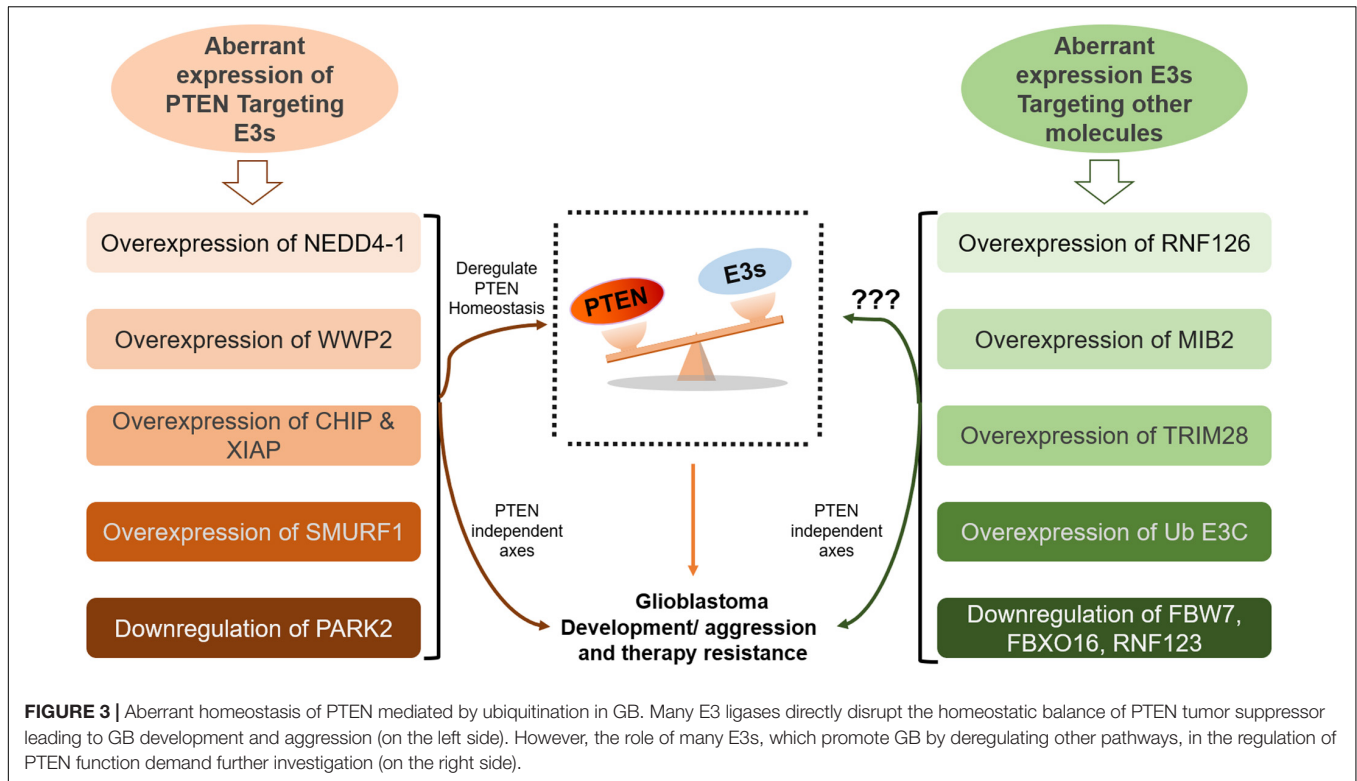 Aberrant
expression of
PTEN Targeting
E3s
Overexpression of NEDD4-1
Overexpression of WWP2
Overexpression of CHIP &
XIAP
Overexpression of SMURF1
Downregulation of PARK2
Deregulate
PTEN
Homeostasis
PTEN
independent
axes
PTEN
E3s
???
PTEN
independent
axes
Glioblastoma
Development/ aggression
and therapy resistance
Aberrant
expression E3s
Targeting other
molecules
Overexpression of RNF126
Overexpression of MIB2
Overexpression of TRIM28
Overexpression of Ub E3C
Downregulation of FBW7,
FBXO16, RNF123
FIGURE 3 | Aberrant homeostasis of PTEN mediated by ubiquitination in GB. Many E3 ligases directly disrupt the homeostatic balance of PTEN tumor suppressor
leading to GB development and aggression (on the left side). However, the role of many E3s, which promote GB by deregulating other pathways, in the regulation of
PTEN function demand further investigation (on the right side).